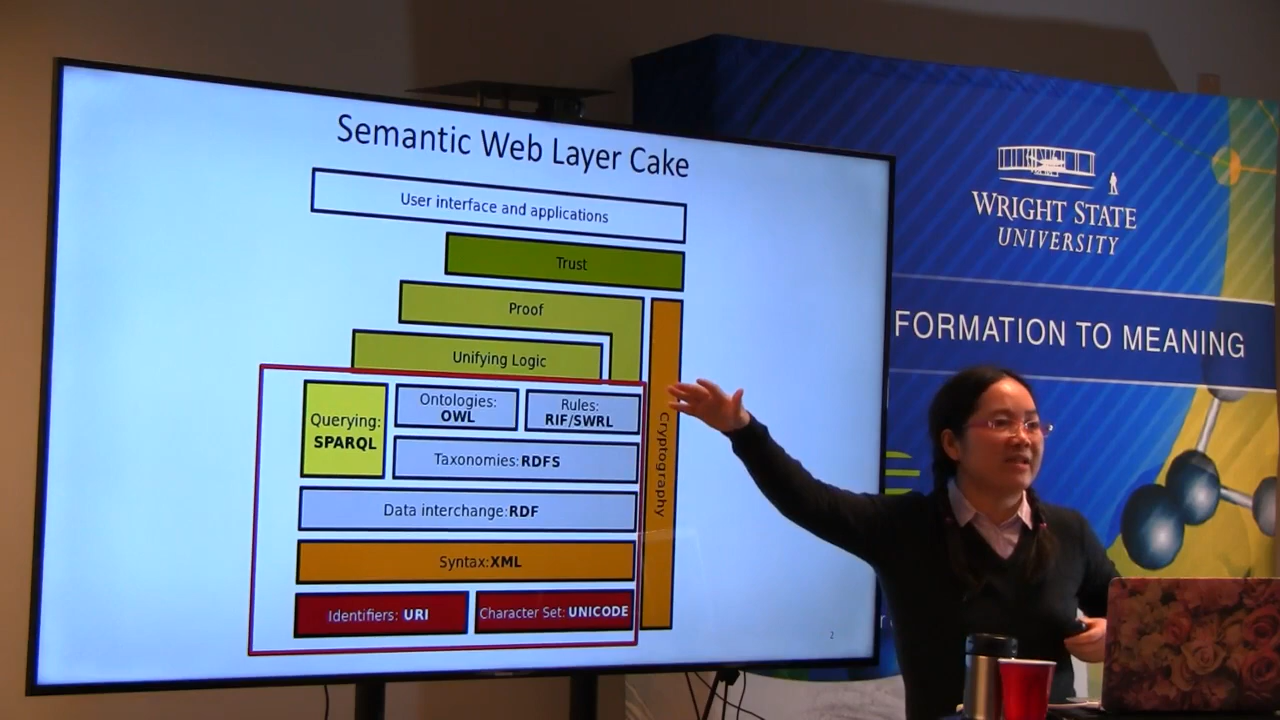 Semantic Web Layer Cake
User interface and applications
Trust
Proof
Unifying Logic
Querying:
SPARQL
Ontologies:
OWL
Rules:
RIF/SWRL
Taxonomies:RDFS
Data interchange:RDF
Syntax:XML
Identifiers: URI
Character Set: UNICODE
Cryptography
2
WRIGHT STATE
UNIVERSITY
FORMATION TO MEANING